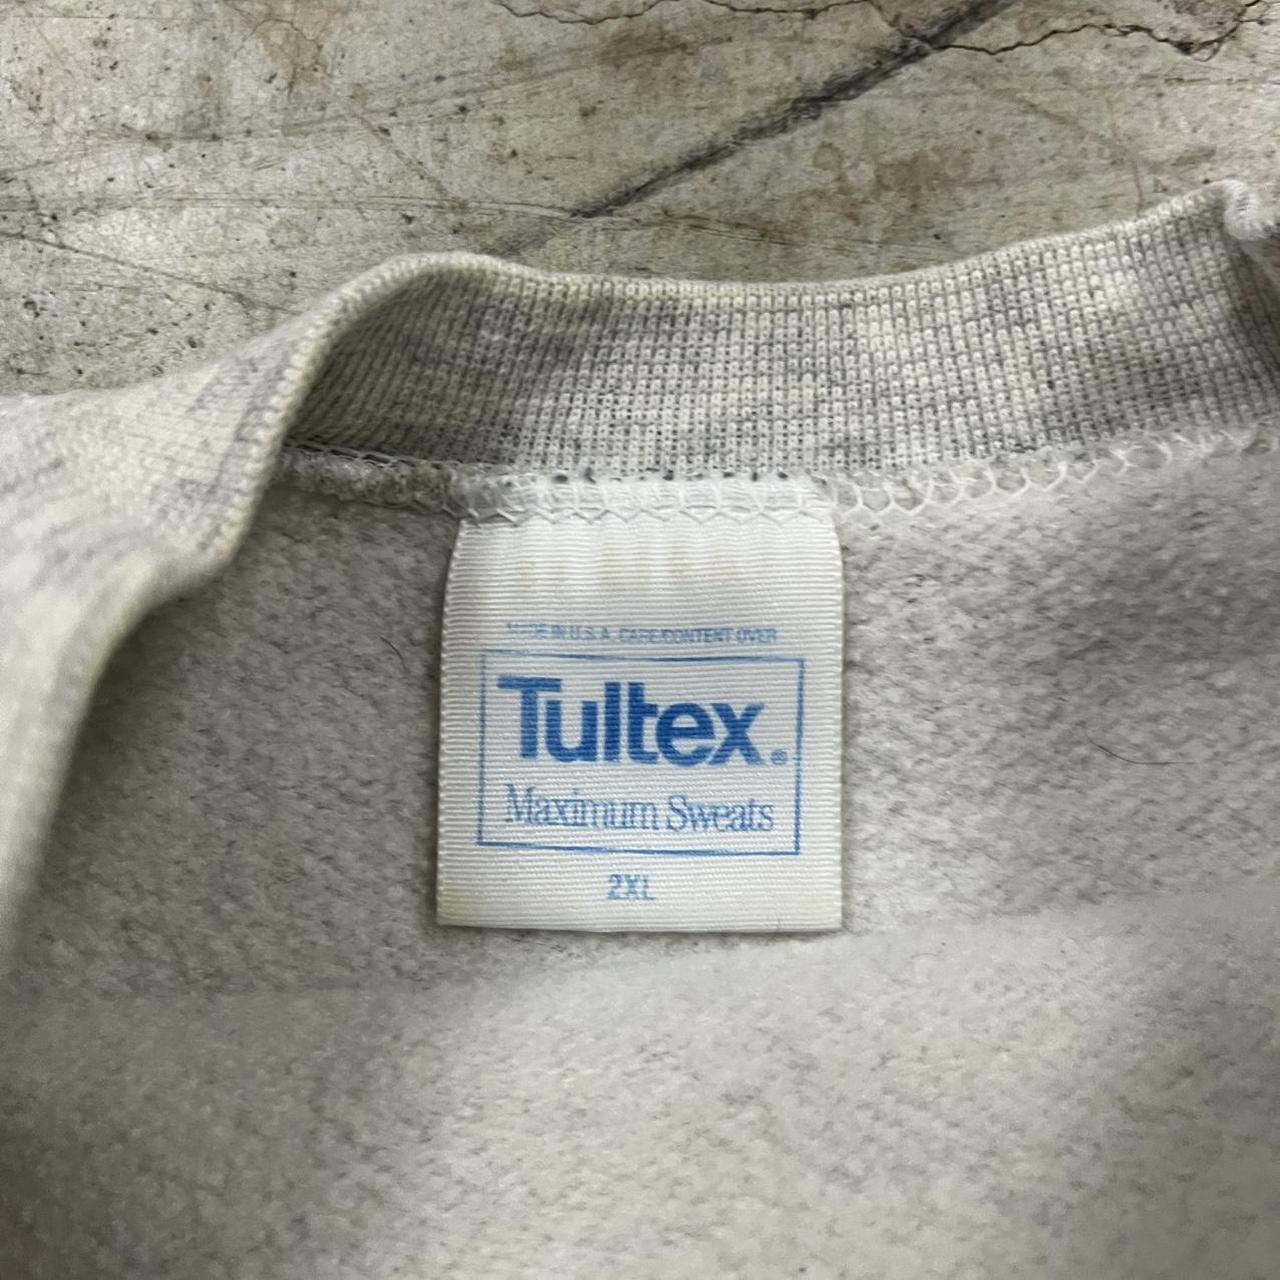 MADE IN U.S.A. CARE/CONTENT OVER
Tultex®
Maximum Sweats
2XL